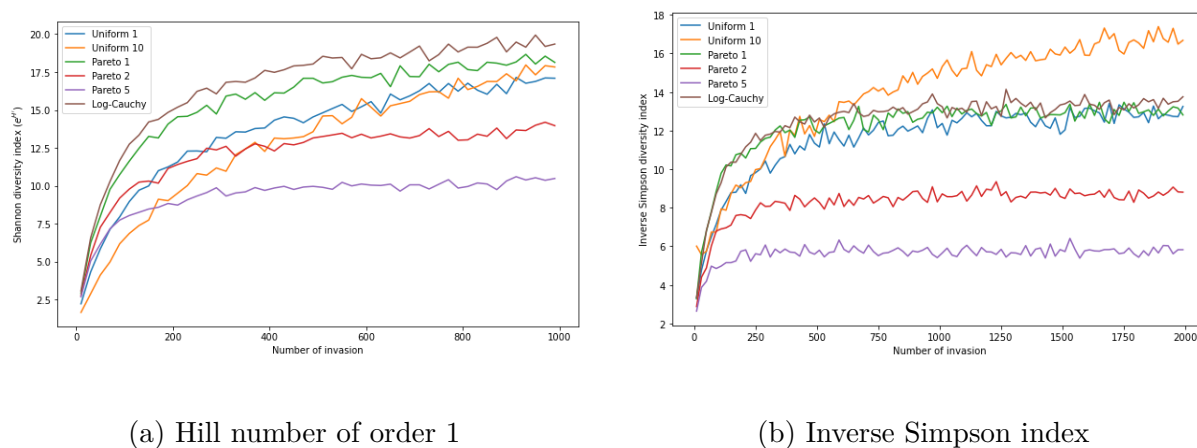 20.0
17.5
15.0
12.5
10.0
7.5
5.0
2.5
Shannon diversity index (e^H)
Uniform 1
Uniform 10
Pareto 1
Pareto 2
Pareto 5
Log-Cauchy
0 200 400 600 800 1000
Number of invasion
(a) Hill number of order 1
18
16
14
12
10
8
6
4
2
Inverse Simpson diversity index
Uniform 1
Uniform 10
Pareto 1
Pareto 2
Pareto 5
Log-Cauchy
0 250 500 750 1000 1250 1500 1750 2000
Number of invasion
(b) Inverse Simpson index